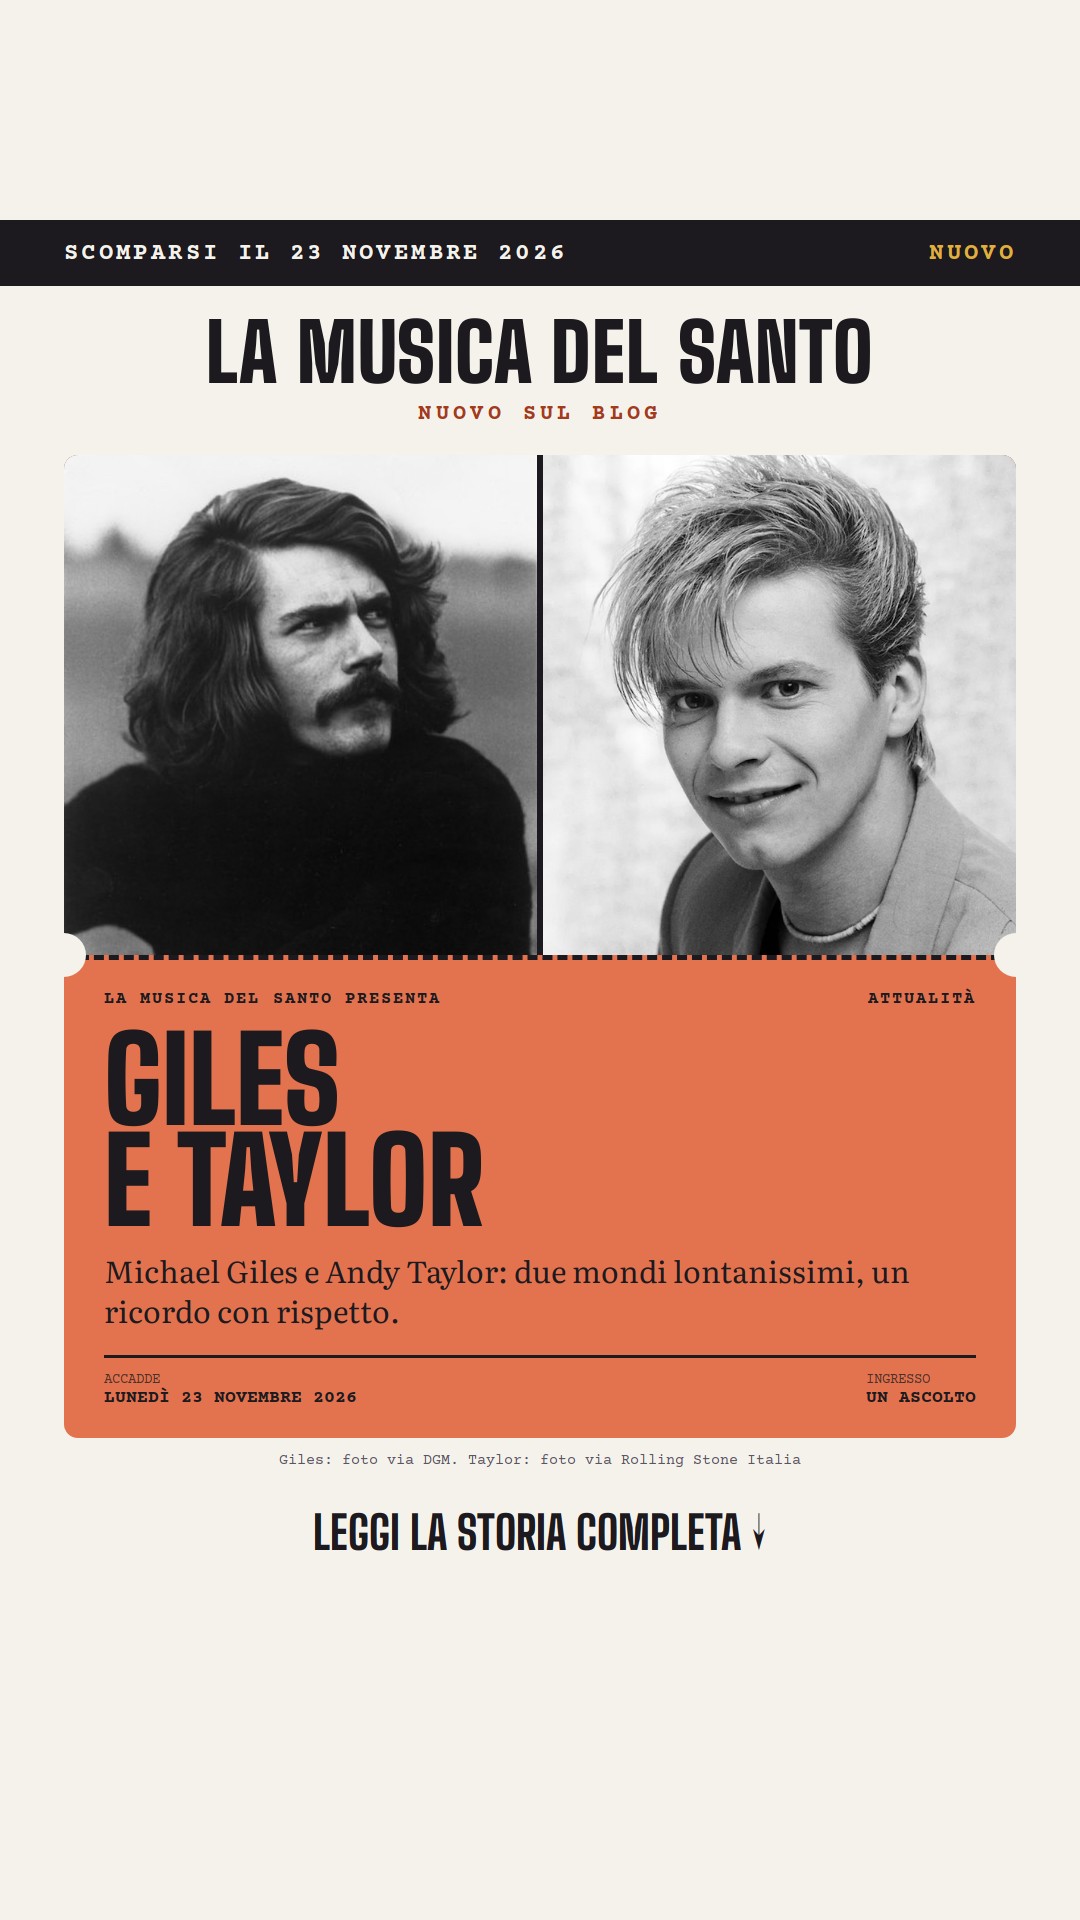 SCOMPARSI IL 23 NOVEMBRE 2026
NUOVO
LA MUSICA DEL SANTO
NUOVO SUL BLOG
LA MUSICA DEL SANTO PRESENTA
ATTUALITÀ
GILES
E TAYLOR
Michael Giles e Andy Taylor: due mondi lontanissimi, un
ricordo con rispetto.
ACCADDE
INGRESSO
LUNEDÌ 23 NOVEMBRE 2026
UN ASCOLTO
Giles: foto via DGM. Taylor: foto via Rolling Stone Italia
LEGGI LA STORIA COMPLETA ↓